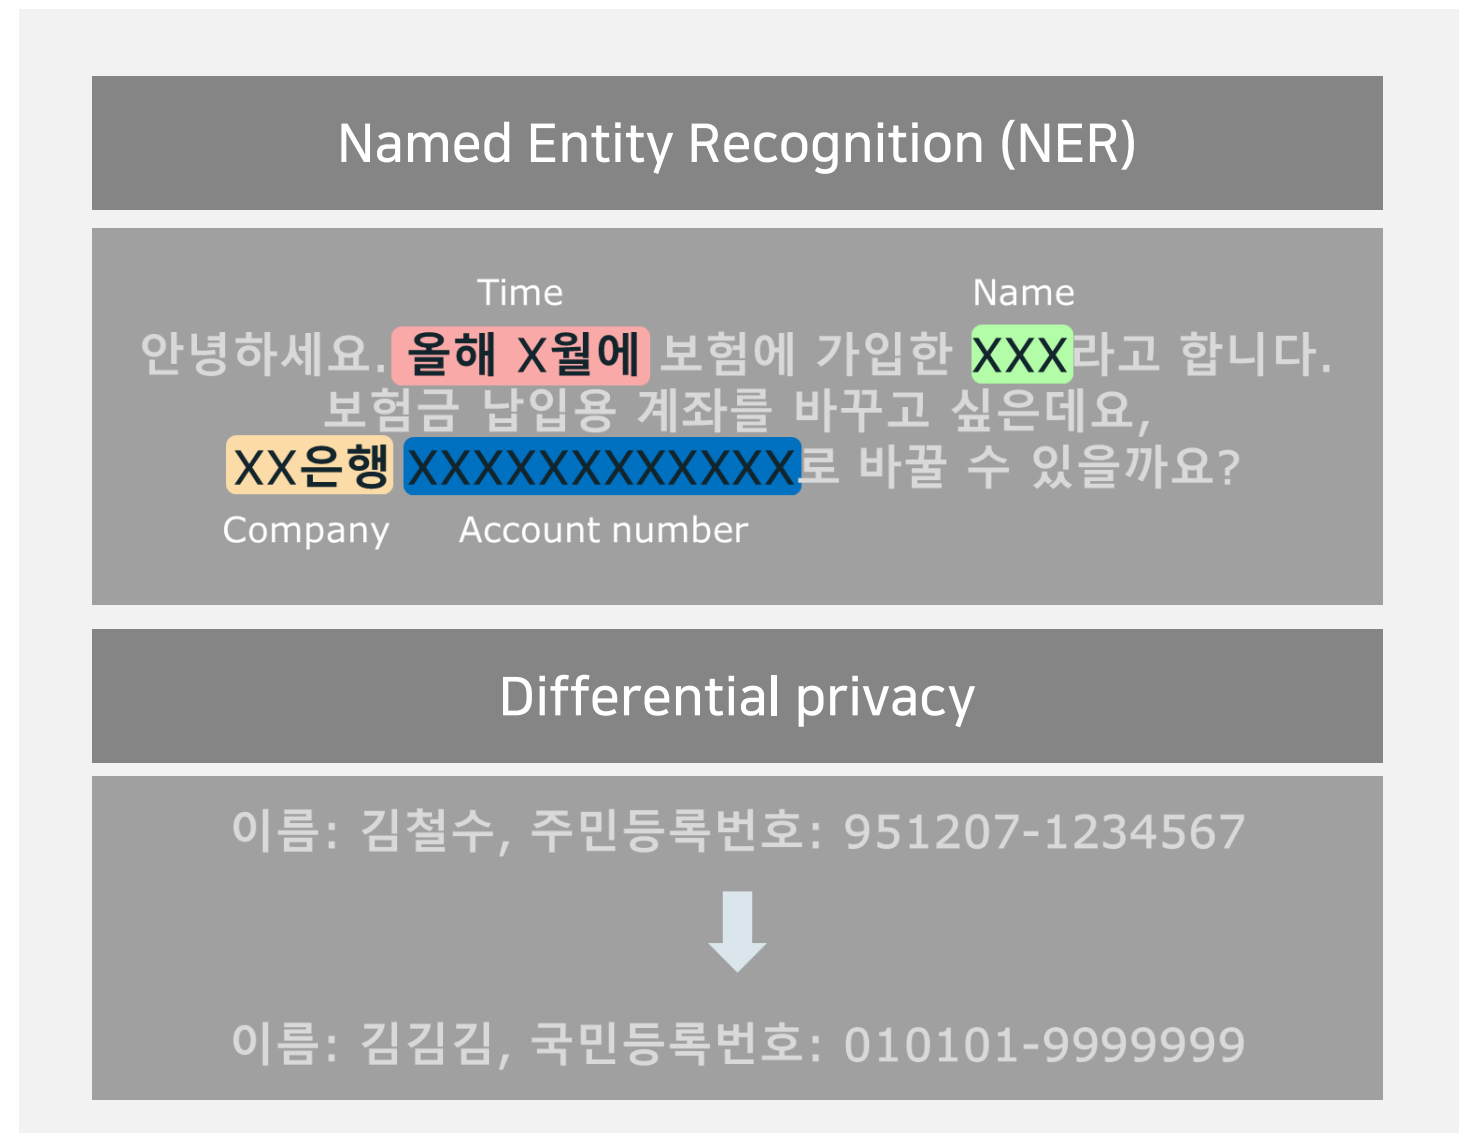 Named Entity Recognition (NER)
Time Name
안녕하세요. 올해 X월에 보험에 가입한 XXX라고 합니다.
보험금 납입용 계좌를 바꾸고 싶은데요,
XX은행 XXXXXXXXXXXX로 바꿀 수 있을까요?
Company Account number
Differential privacy
이름: 김철수, 주민등록번호: 951207-1234567
이름: 김김김, 국민등록번호: 010101-9999999